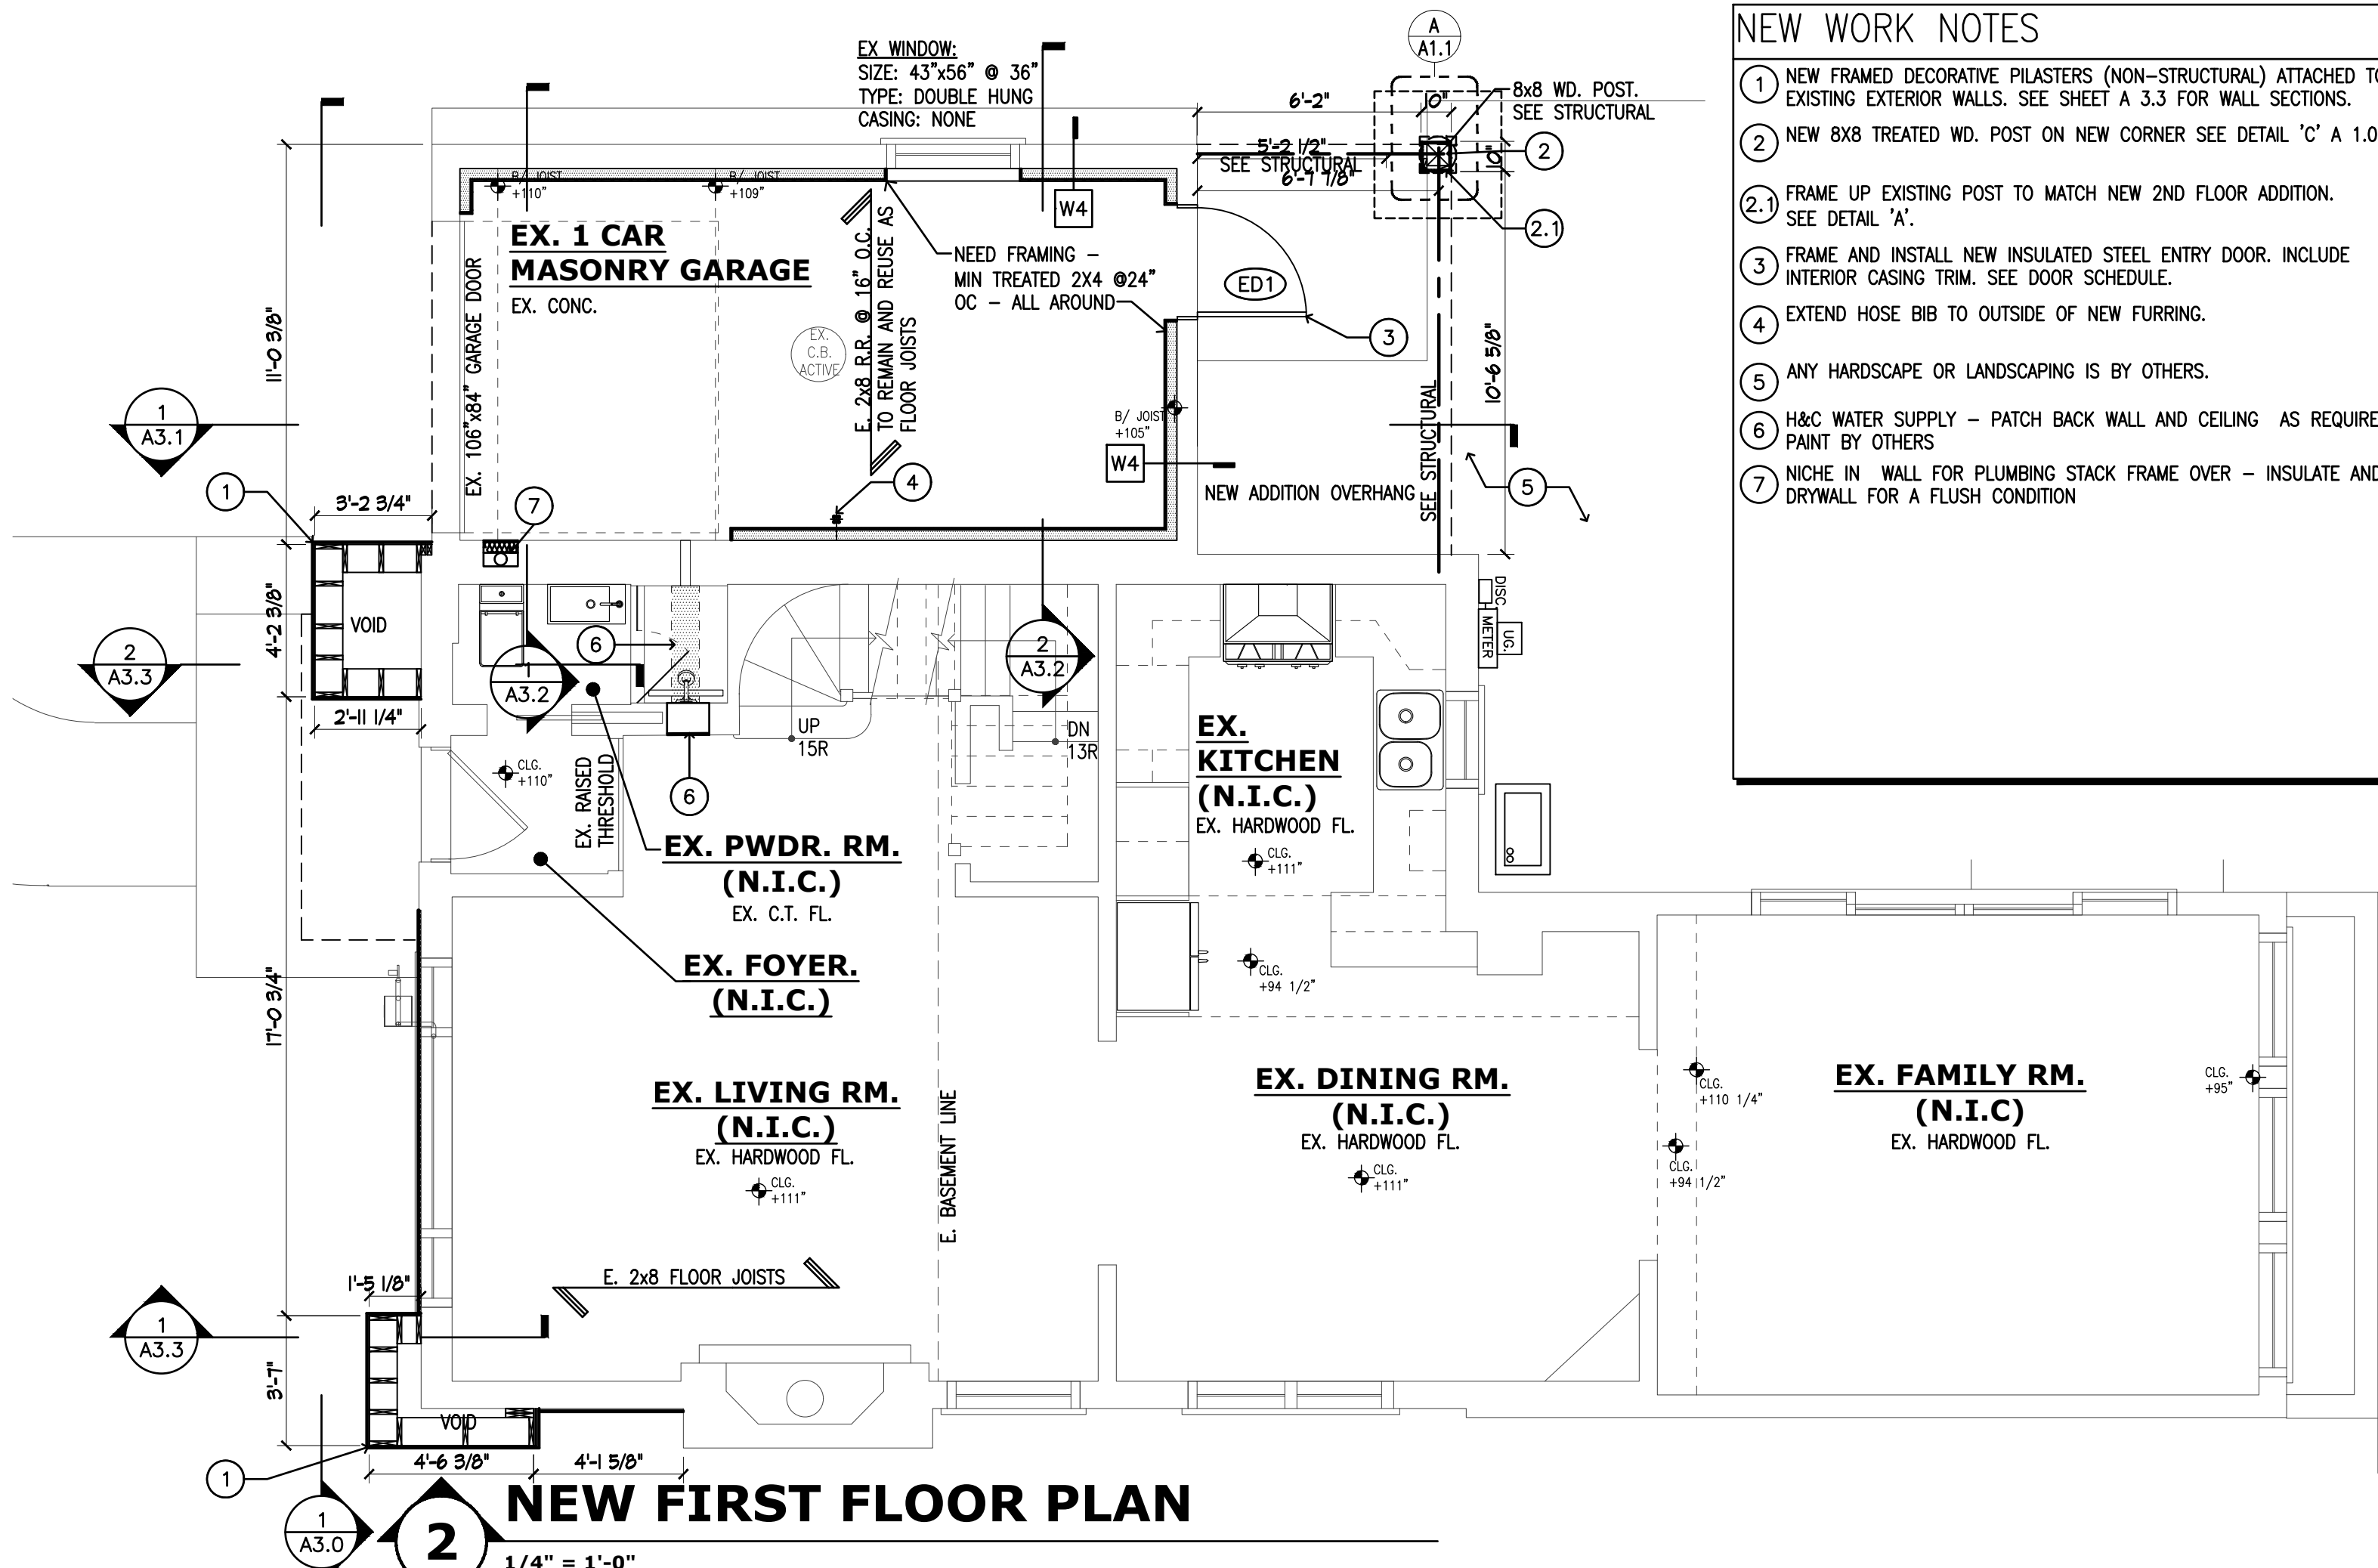 EX WINDOW:
SIZE: 43"x56" @ 36"
TYPE: DOUBLE HUNG
CASING: NONE
A
A1.1
6'-2"
10"
8x8 WD. POST.
SEE STRUCTURAL
5'-2 1/2"
SEE STRUCTURAL
6'-7 7/8"
10"
2
2.1
B/ JOIST
+110"
B/ JOIST
+109"
W4
EX. 1 CAR
MASONRY GARAGE
EX. CONC.
EX. 106"x84" GARAGE DOOR
EX.
C.B.
ACTIVE
E. 2x8 R.R. @ 16" O.C.
TO REMAIN AND REUSE AS
FLOOR JOISTS
NEED FRAMING –
MIN TREATED 2X4 @24"
OC – ALL AROUND
ED1
3
11'-0 3/8"
10'-6 5/8"
SEE STRUCTURAL
B/ JOIST
+105"
W4
NEW ADDITION OVERHANG
5
4
7
1
A3.1
1
3'-2 3/4"
4'-2 3/8"
VOID
2
A3.3
2'-11 1/4"
6
1
A3.2
2
A3.2
DISC.
METER
UG.
UP
15R
DN
13R
CLG.
+110"
EX. RAISED
THRESHOLD
6
EX.
KITCHEN
(N.I.C.)
EX. HARDWOOD FL.
CLG.
+111"
EX. PWDR. RM.
(N.I.C.)
EX. C.T. FL.
EX. FOYER.
(N.I.C.)
CLG.
+94 1/2"
17'-0 3/4"
EX. LIVING RM.
(N.I.C.)
EX. HARDWOOD FL.
CLG.
+111"
E. BASEMENT LINE
EX. DINING RM.
(N.I.C.)
EX. HARDWOOD FL.
CLG.
+111"
CLG.
+110 1/4"
CLG.
+94 1/2"
EX. FAMILY RM.
(N.I.C)
EX. HARDWOOD FL.
CLG.
+95"
E. 2x8 FLOOR JOISTS
1'-5 1/8"
1
A3.3
3'-7"
VOID
4'-6 3/8"
4'-1 5/8"
1
1
A3.0
2
NEW FIRST FLOOR PLAN
1/4" = 1'-0"
NEW WORK NOTES
1 NEW FRAMED DECORATIVE PILASTERS (NON–STRUCTURAL) ATTACHED TO
EXISTING EXTERIOR WALLS. SEE SHEET A 3.3 FOR WALL SECTIONS.
2 NEW 8X8 TREATED WD. POST ON NEW CORNER SEE DETAIL 'C' A 1.0
2.1 FRAME UP EXISTING POST TO MATCH NEW 2ND FLOOR ADDITION.
SEE DETAIL 'A'.
3 FRAME AND INSTALL NEW INSULATED STEEL ENTRY DOOR. INCLUDE
INTERIOR CASING TRIM. SEE DOOR SCHEDULE.
4 EXTEND HOSE BIB TO OUTSIDE OF NEW FURRING.
5 ANY HARDSCAPE OR LANDSCAPING IS BY OTHERS.
6 H&C WATER SUPPLY – PATCH BACK WALL AND CEILING AS REQUIRE
PAINT BY OTHERS
7 NICHE IN WALL FOR PLUMBING STACK FRAME OVER – INSULATE AND
DRYWALL FOR A FLUSH CONDITION